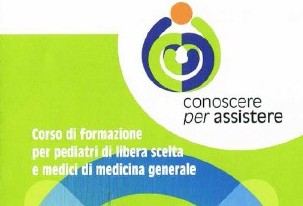 conoscere
per assistere
Corso di formazione
per pediatri di libera scelta
e medici di medicina generale